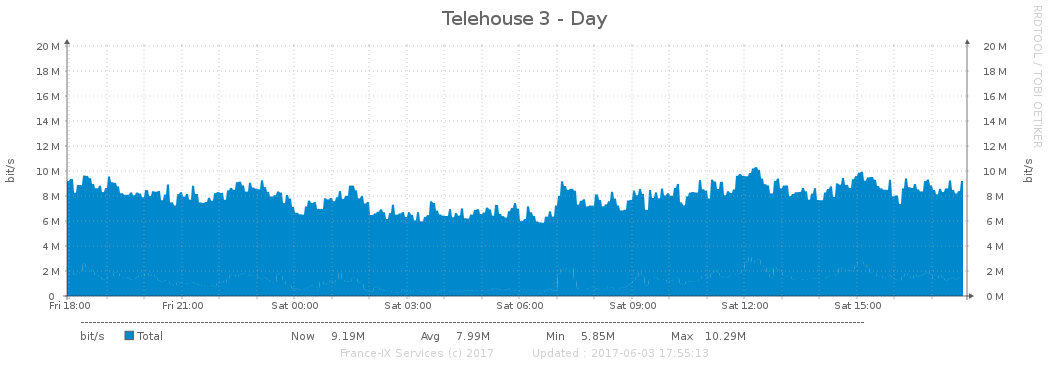 Telehouse 3 - Day
RRDTOOL / TOBI OETIKER
bit/s
bit/s
20 M 20 M
18 M 18 M
16 M 16 M
14 M 14 M
12 M 12 M
10 M 10 M
8 M 8 M
6 M 6 M
4 M 4 M
2 M 2 M
0 0 M
Fri 18:00 Fri 21:00 Sat 00:00 Sat 03:00 Sat 06:00 Sat 09:00 Sat 12:00 Sat 15:00
bit/s Total Now 9.19M Avg 7.99M Min 5.85M Max 10.29M
France-IX Services (c) 2017 Updated : 2017-06-03 17:55:13